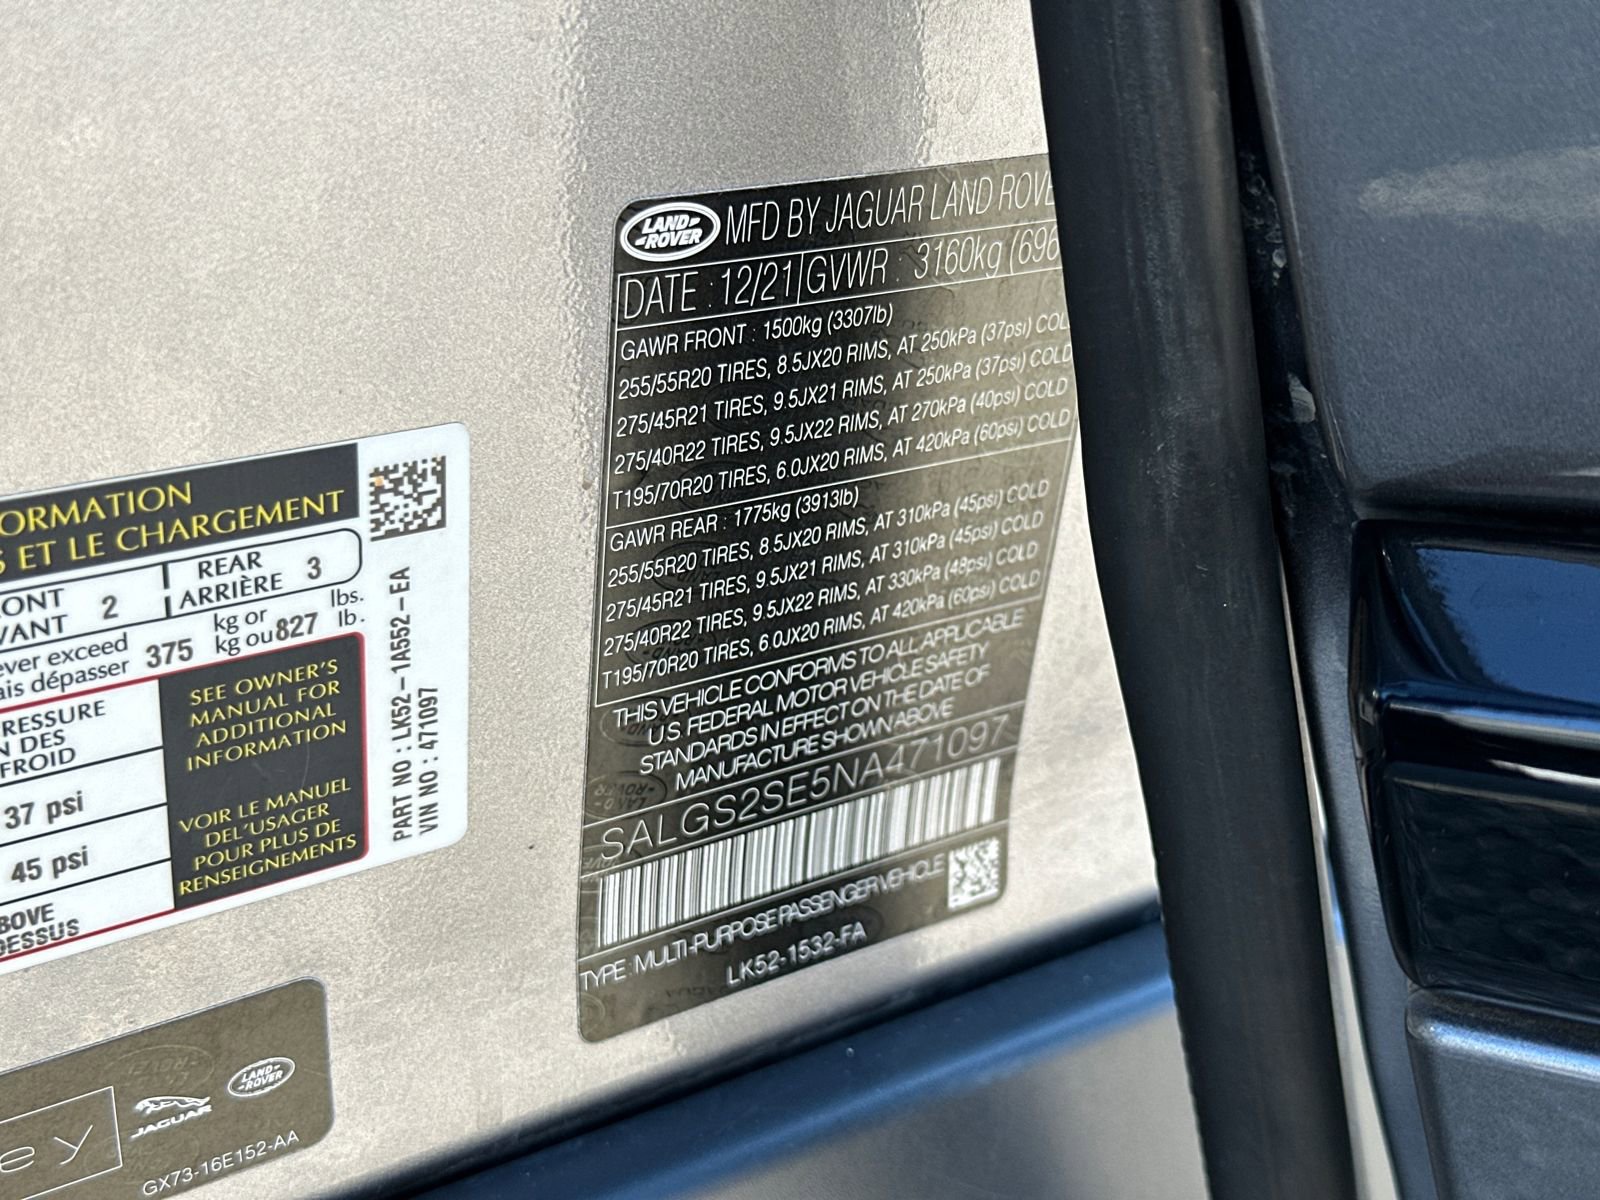 LAND-
-ROVER
MFD BY JAGUAR LAND ROVE
DATE : 12/21 GVWR : 3160kg (696
GAWR FRONT : 1500kg (3307lb)
255/55R20 TIRES, 8.5JX20 RIMS, AT 250kPa (37psi) COL
275/45R21 TIRES, 9.5JX21 RIMS, AT 250kPa (37psi) COLD
275/40R22 TIRES, 9.5JX22 RIMS, AT 270kPa (40psi) COLD
T195/70R20 TIRES, 6.0JX20 RIMS, AT 420kPa (60psi) COLD
GAWR REAR : 1775kg (3913lb)
255/55R20 TIRES, 8.5JX20 RIMS, AT 310kPa (45psi) COLD
275/45R21 TIRES, 9.5JX21 RIMS, AT 310kPa (45psi) COLD
275/40R22 TIRES, 9.5JX22 RIMS, AT 330kPa (48psi) COLD
T195/70R20 TIRES, 6.0JX20 RIMS, AT 420kPa (60psi) COLD
THIS VEHICLE CONFORMS TO ALL APPLICABLE
U.S. FEDERAL MOTOR VEHICLE SAFETY
STANDARDS IN EFFECT ON THE DATE OF
MANUFACTURE SHOWN ABOVE
SALGS2SE5NA471097
TYPE : MULTI-PURPOSE PASSENGER VEHICLE
LK52-1532-FA
ORMATION
S ET LE CHARGEMENT
ONT
VANT 2
REAR
ARRIÈRE 3
ever exceed
ais dépasser 375 kg or
kg ou 827 lbs.
lb.
RESSURE
N DES
FROID
37 psi
45 psi
BOVE
DESSUS
SEE OWNER'S
MANUAL FOR
ADDITIONAL
INFORMATION
VOIR LE MANUEL
DEL'USAGER
POUR PLUS DE
RENSEIGNEMENTS
PART NO : LK52-1A552-EA
VIN NO : 471097
ey
JAGUAR
LAND-
-ROVER
GX73-16E152-AA